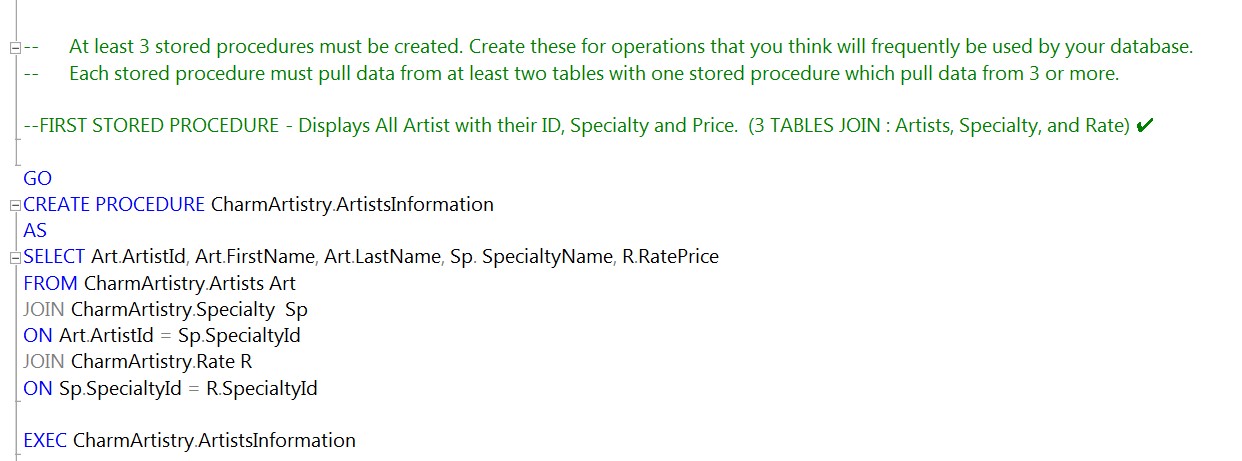 -- At least 3 stored procedures must be created. Create these for operations that you think will frequently be used by your database.
-- Each stored procedure must pull data from at least two tables with one stored procedure which pull data from 3 or more.
--FIRST STORED PROCEDURE - Displays All Artist with their ID, Specialty and Price.  (3 TABLES JOIN : Artists, Specialty, and Rate) ✔
GO
CREATE PROCEDURE CharmArtistry.ArtistsInformation
AS
SELECT Art.ArtistId, Art.FirstName, Art.LastName, Sp. SpecialtyName, R.RatePrice
FROM CharmArtistry.Artists Art
JOIN CharmArtistry.Specialty  Sp
ON Art.ArtistId = Sp.SpecialtyId
JOIN CharmArtistry.Rate R
ON Sp.SpecialtyId = R.SpecialtyId
EXEC CharmArtistry.ArtistsInformation